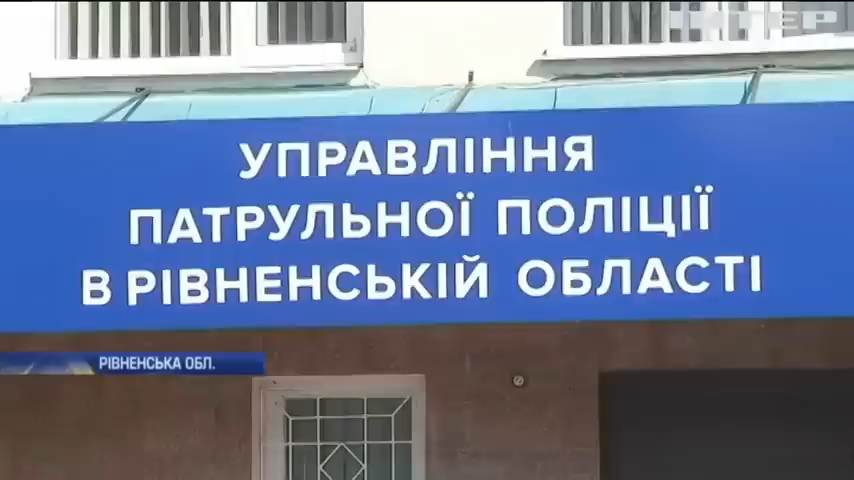 ІНТЕР
УПРАВЛІННЯ
ПАТРУЛЬНОЇ ПОЛІЦІЇ
В РІВНЕНСЬКІЙ ОБЛАСТІ
РІВНЕНСЬКА ОБЛ.